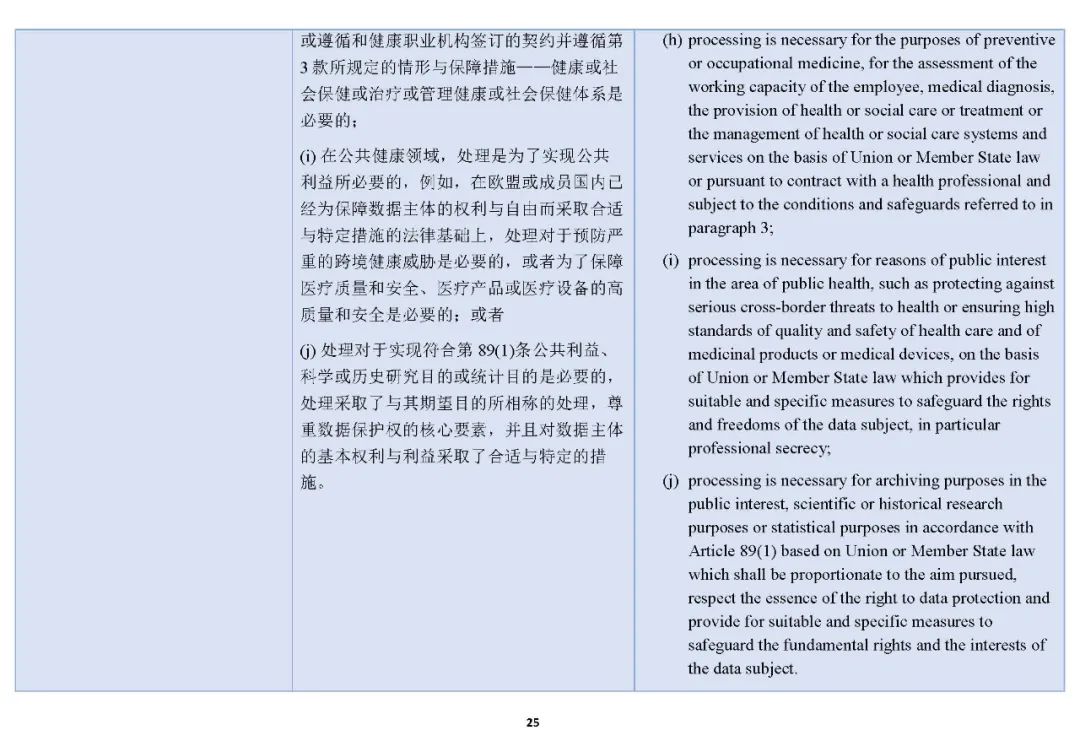 或遵循和健康职业机构签订的契约并遵循第
3 款所规定的情形与保障措施——健康或社
会保健或治疗或管理健康或社会保健体系是
必要的；
(i) 在公共健康领域，处理是为了实现公共
利益所必要的，例如，在欧盟或成员国内已
经为保障数据主体的权利与自由而采取合适
与特定措施的法律基础上，处理对于预防严
重的跨境健康威胁是必要的，或者为了保障
医疗质量和安全、医疗产品或医疗设备的高
质量和安全是必要的；或者
(j) 处理对于实现符合第 89(1)条公共利益、
科学或历史研究目的或统计目的是必要的，
处理采取了与其期望目的所相称的处理，尊
重数据保护权的核心要素，并且对数据主体
的基本权利与利益采取了合适与特定的措
施。
(h) processing is necessary for the purposes of preventive
or occupational medicine, for the assessment of the
working capacity of the employee, medical diagnosis,
the provision of health or social care or treatment or
the management of health or social care systems and
services on the basis of Union or Member State law
or pursuant to contract with a health professional and
subject to the conditions and safeguards referred to in
paragraph 3;
(i) processing is necessary for reasons of public interest
in the area of public health, such as protecting against
serious cross-border threats to health or ensuring high
standards of quality and safety of health care and of
medicinal products or medical devices, on the basis
of Union or Member State law which provides for
suitable and specific measures to safeguard the rights
and freedoms of the data subject, in particular
professional secrecy;
(j) processing is necessary for archiving purposes in the
public interest, scientific or historical research
purposes or statistical purposes in accordance with
Article 89(1) based on Union or Member State law
which shall be proportionate to the aim pursued,
respect the essence of the right to data protection and
provide for suitable and specific measures to
safeguard the fundamental rights and the interests of
the data subject.
25